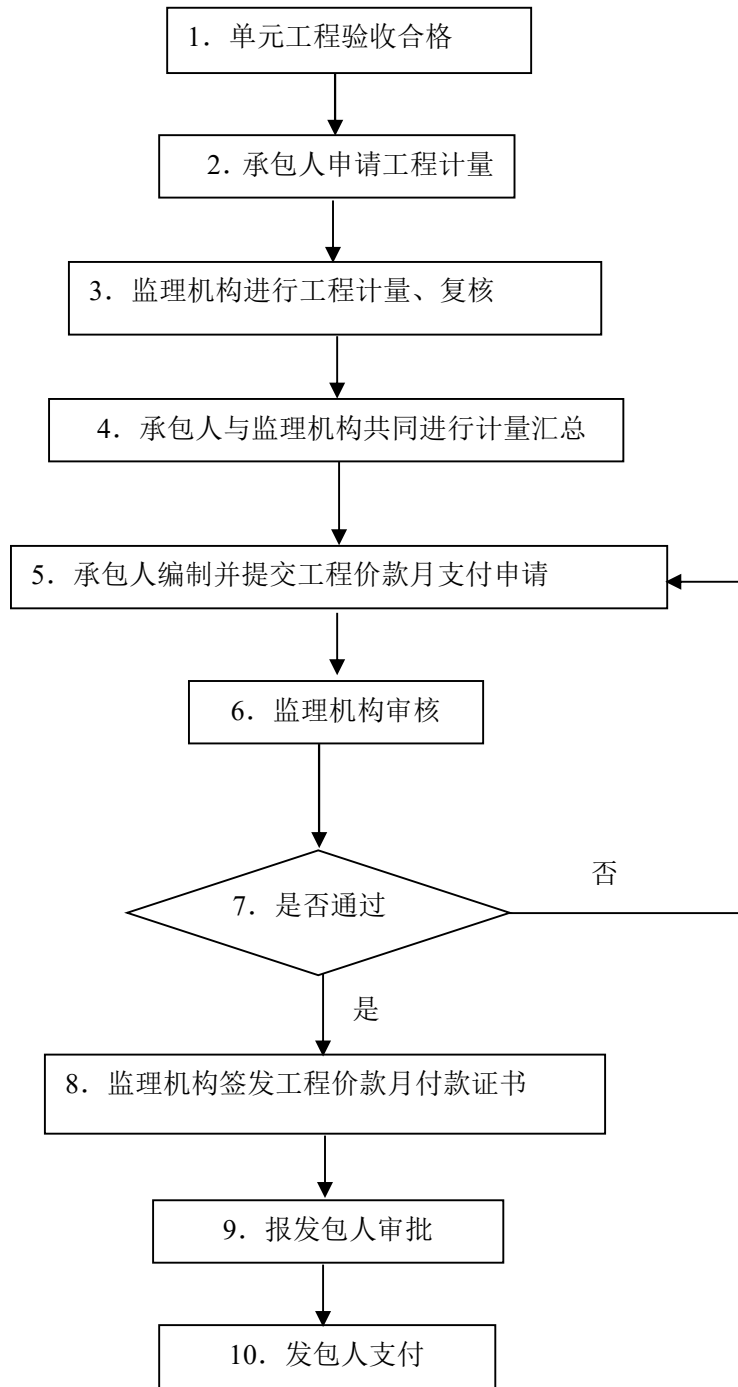 1．单元工程验收合格
2．承包人申请工程计量
3．监理机构进行工程计量、复核
4．承包人与监理机构共同进行计量汇总
5．承包人编制并提交工程价款月支付申请
6．监理机构审核
否
7．是否通过
是
8．监理机构签发工程价款月付款证书
9．报发包人审批
10．发包人支付